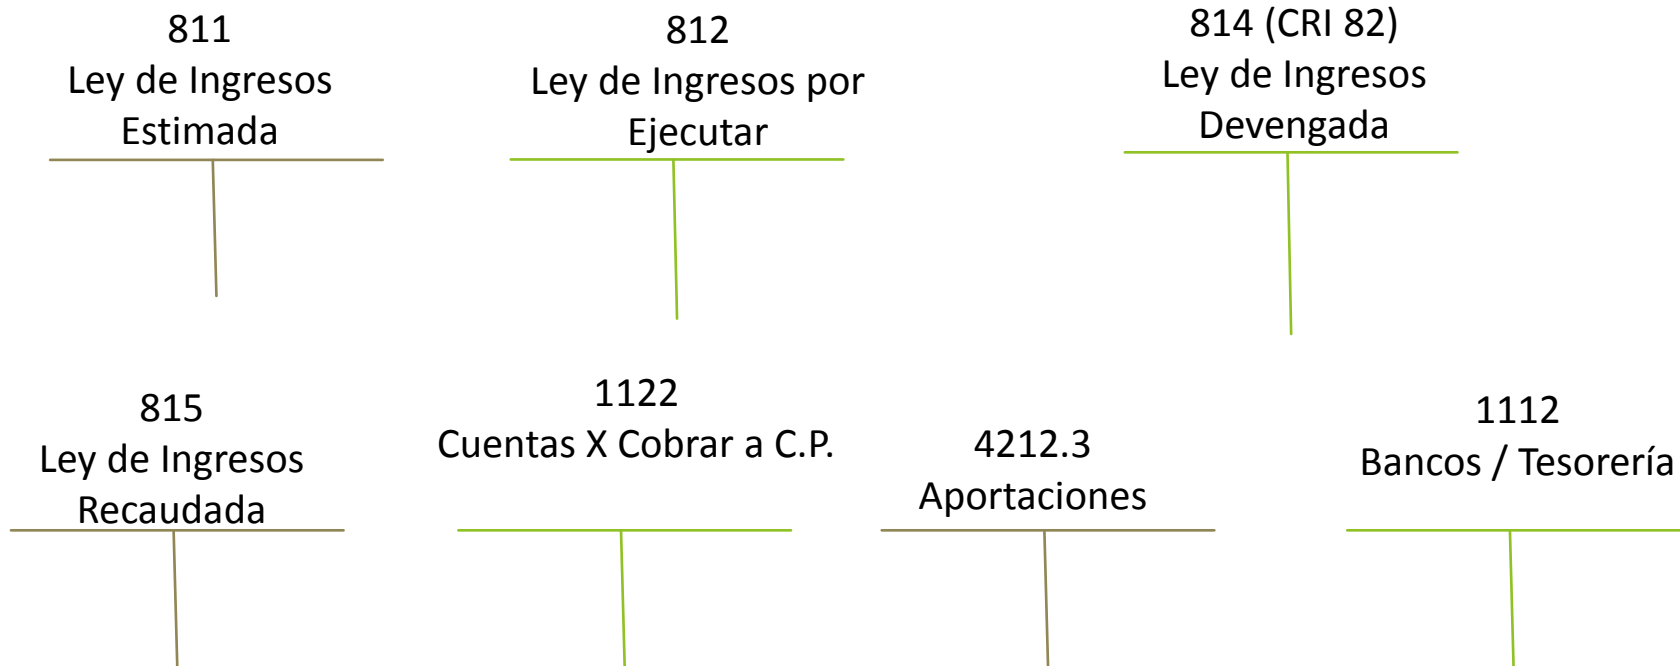 811
Ley de Ingresos
Estimada
812
Ley de Ingresos por
Ejecutar
814 (CRI 82)
Ley de Ingresos
Devengada
815
Ley de Ingresos
Recaudada
1122
Cuentas X Cobrar a C.P.
4212.3
Aportaciones
1112
Bancos / Tesorería